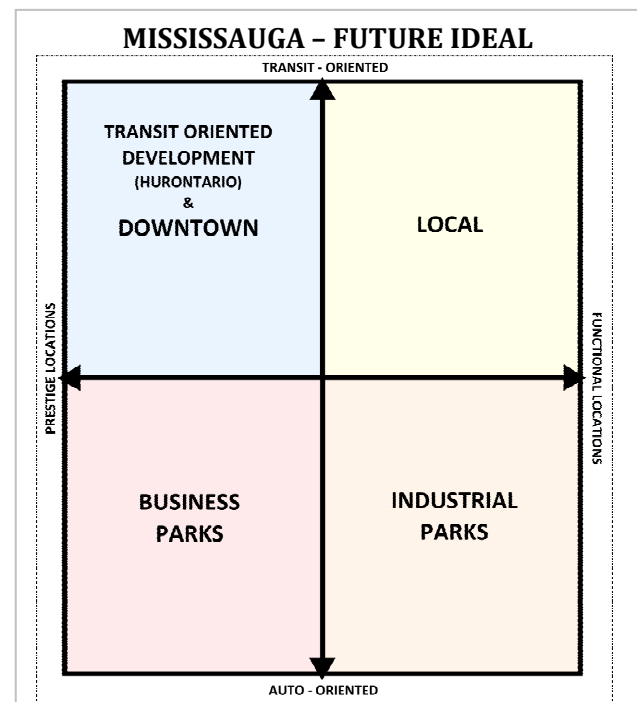 MISSISSAUGA – FUTURE IDEAL
TRANSIT - ORIENTED
TRANSIT ORIENTED
DEVELOPMENT
(HURONTARIO)
&
DOWNTOWN
LOCAL
PRESTIGE LOCATIONS
FUNCTIONAL LOCATIONS
BUSINESS
PARKS
INDUSTRIAL
PARKS
AUTO - ORIENTED